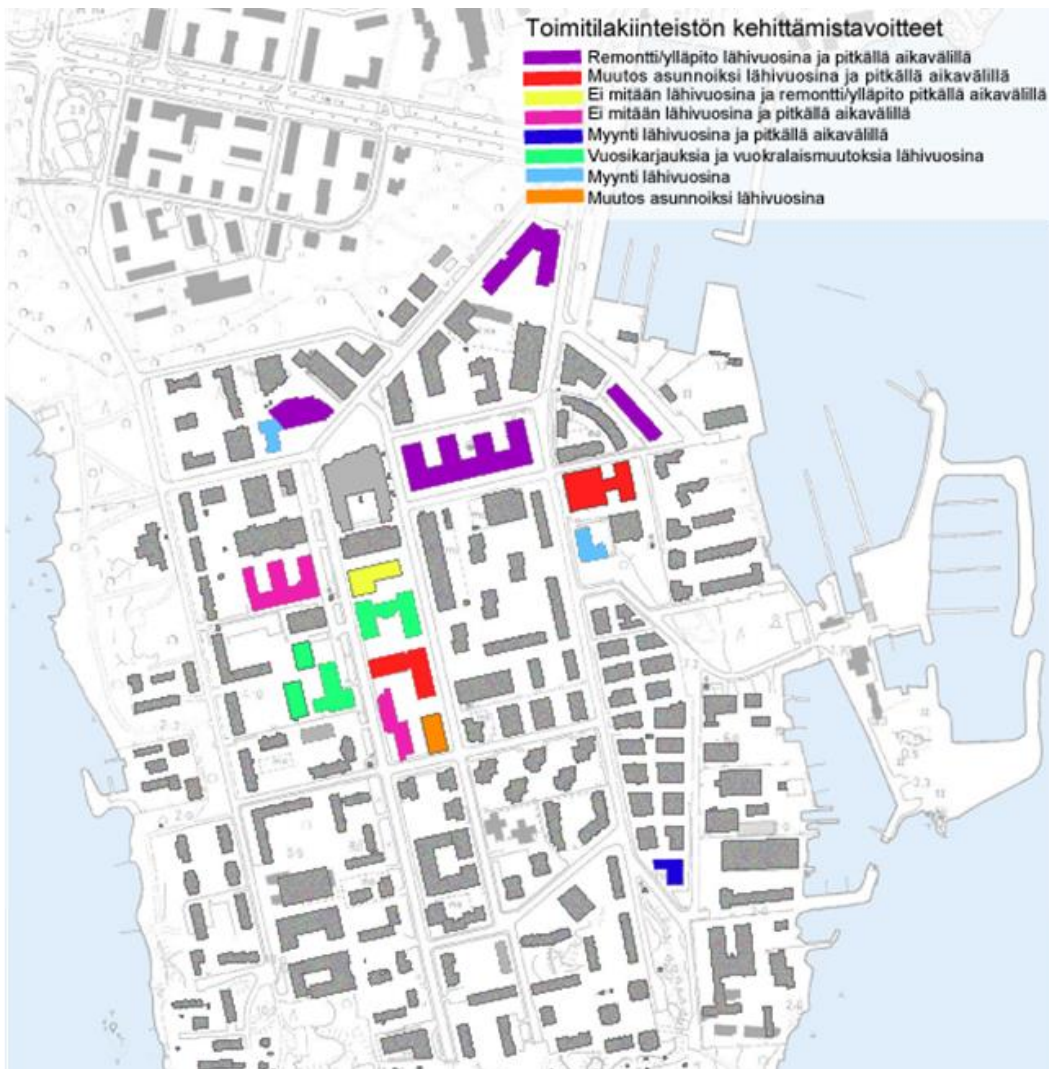 Toimitilakiinteistön kehittämistavoitteet
Remontti/ylläpito lähivuosina ja pitkällä aikavälillä
Muutos asunnoiksi lähivuosina ja pitkällä aikavälillä
Ei mitään lähivuosina ja remontti/ylläpito pitkällä aikavälillä
Ei mitään lähivuosina ja pitkällä aikavälillä
Myynti lähivuosina ja pitkällä aikavälillä
Vuosikarjauksia ja vuokralaismuutoksia lähivuosina
Myynti lähivuosina
Muutos asunnoiksi lähivuosina